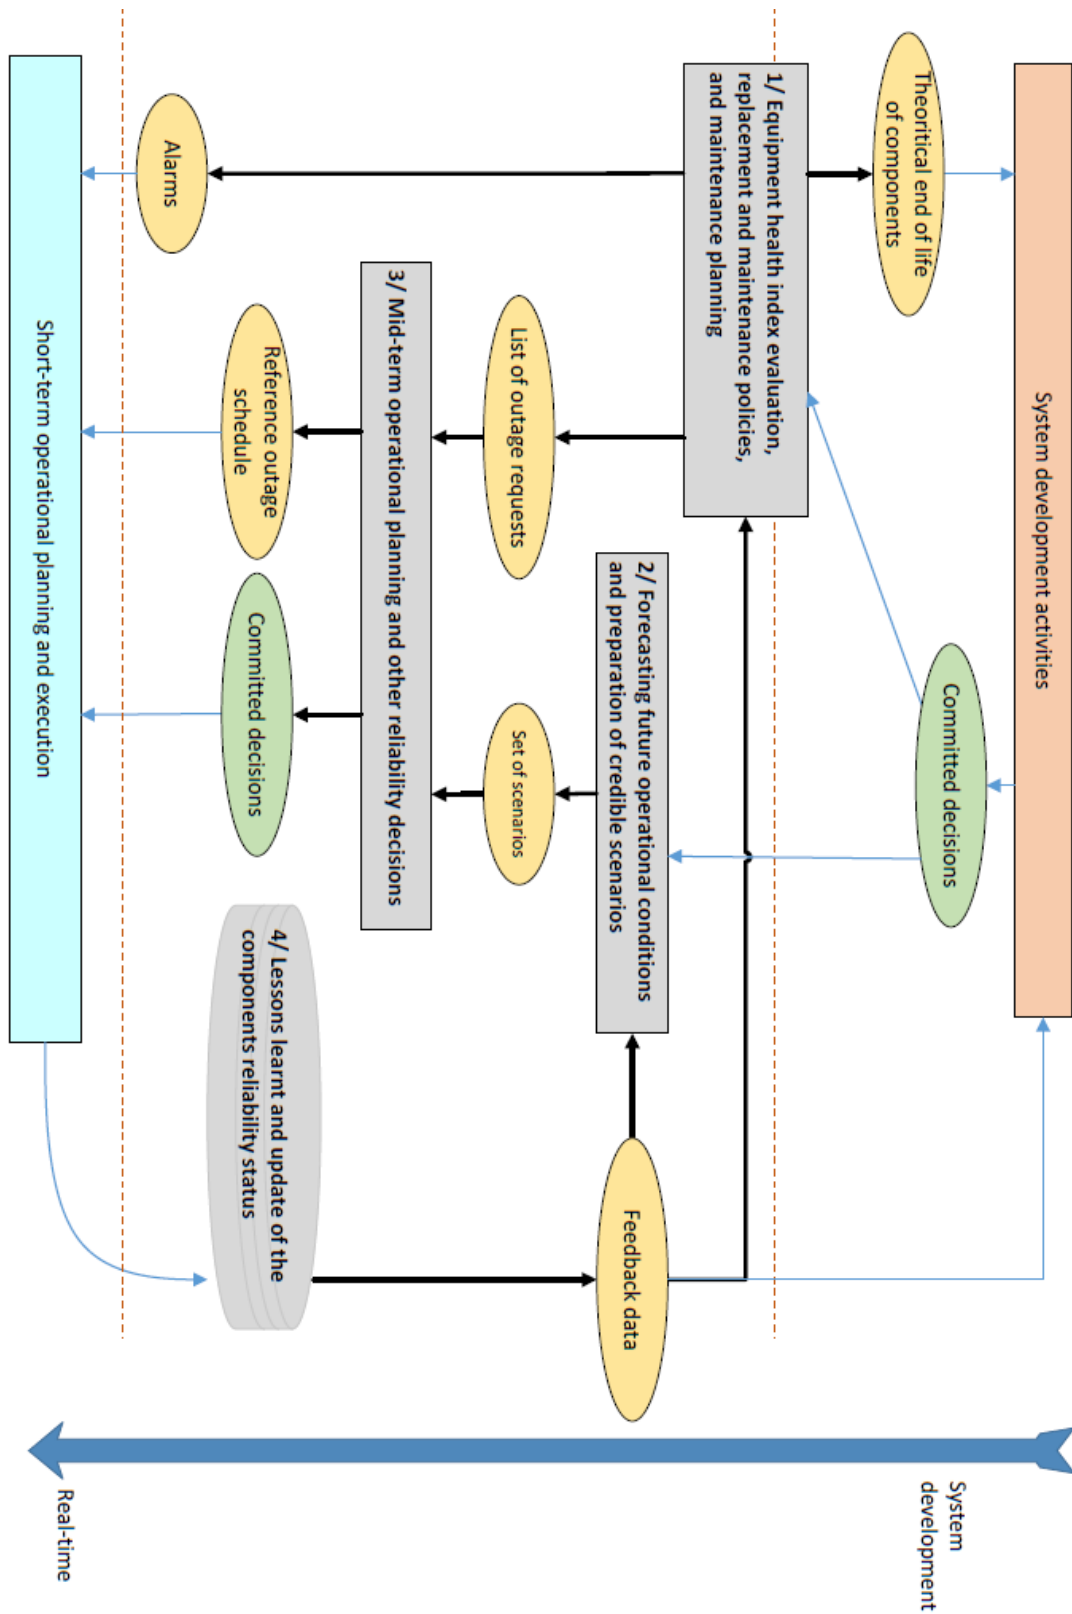 System development activities
Theoritical end of life
of components
Committed decisions
System
development
1/ Equipment health index evaluation,
replacement and maintenance policies,
and maintenance planning
2/ Forecasting future operational conditions
and preparation of credible scenarios
Feedback data
List of outage requests
Set of scenarios
3/ Mid-term operational planning and other reliability decisions
4/ Lessons learnt and update of the
components reliability status
Alarms
Reference outage
schedule
Committed decisions
Short-term operational planning and execution
Real-time